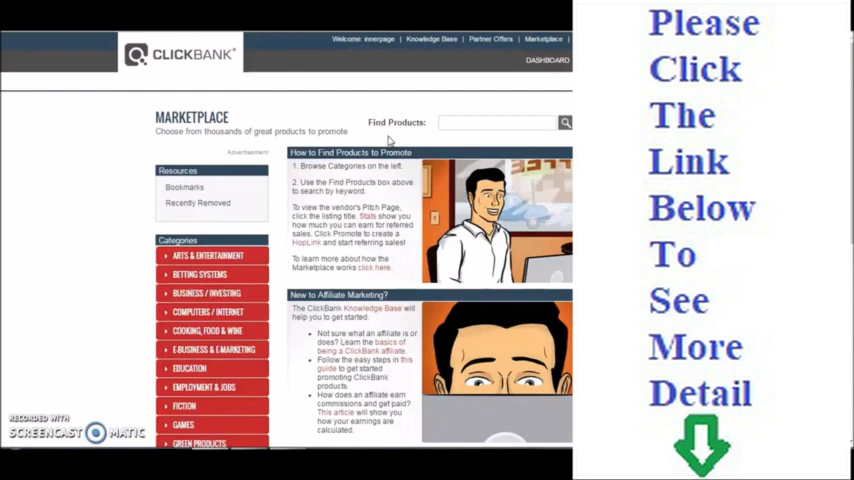 Welcome: innerpage | Knowledge Base | Partner Offers | Marketplace |
CLICKBANK®
DASHBOARD
MARKETPLACE
Choose from thousands of great products to promote
Find Products:
Advertisement
Resources
Bookmarks
Recently Removed
Categories
ARTS & ENTERTAINMENT
BETTING SYSTEMS
BUSINESS / INVESTING
COMPUTERS / INTERNET
COOKING, FOOD & WINE
E-BUSINESS & E-MARKETING
EDUCATION
EMPLOYMENT & JOBS
FICTION
GAMES
GREEN PRODUCTS
How to Find Products to Promote
1. Browse Categories on the left.
2. Use the Find Products box above
to search by keyword.
To view the vendor's Pitch Page,
click the listing title. Stats show you
how much you can earn for referred
sales. Click Promote to create a
HopLink and start referring sales!
To learn more about how the
Marketplace works click here.
New to Affiliate Marketing?
The ClickBank Knowledge Base will
help you to get started.
• Not sure what an affiliate is or
does? Learn the basics of
being a ClickBank affiliate.
• Follow the easy steps in this
guide to get started
promoting ClickBank
products.
• How does an affiliate earn
commissions and get paid?
This article will show you
how your earnings are
calculated.
RECORDED WITH
SCREENCAST MATIC
Please
Click
The
Link
Below
To
See
More
Detail